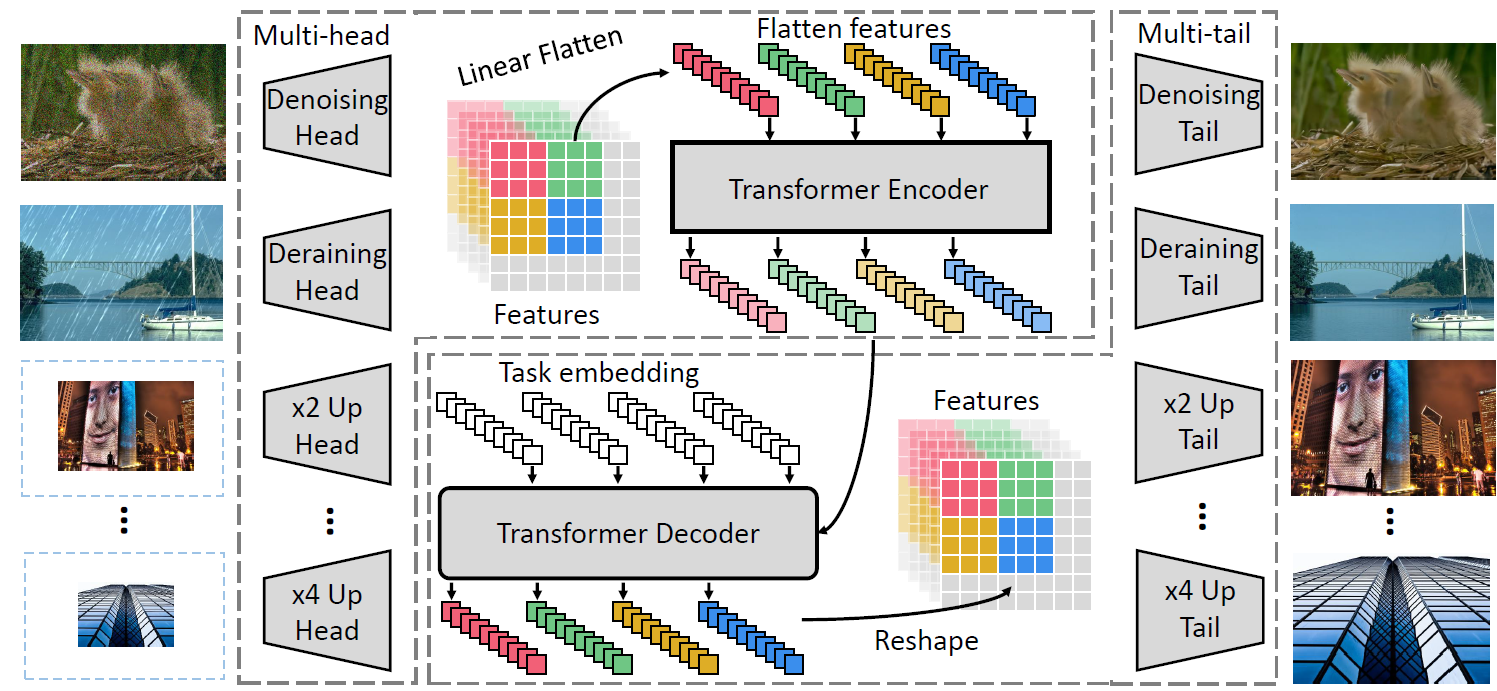 Multi-head
Denoising
Head
Deraining
Head
x2 Up
Head
x4 Up
Head
Linear Flatten
Features
Flatten features
Transformer Encoder
Task embedding
Transformer Decoder
Features
Reshape
Multi-tail
Denoising
Tail
Deraining
Tail
x2 Up
Tail
x4 Up
Tail